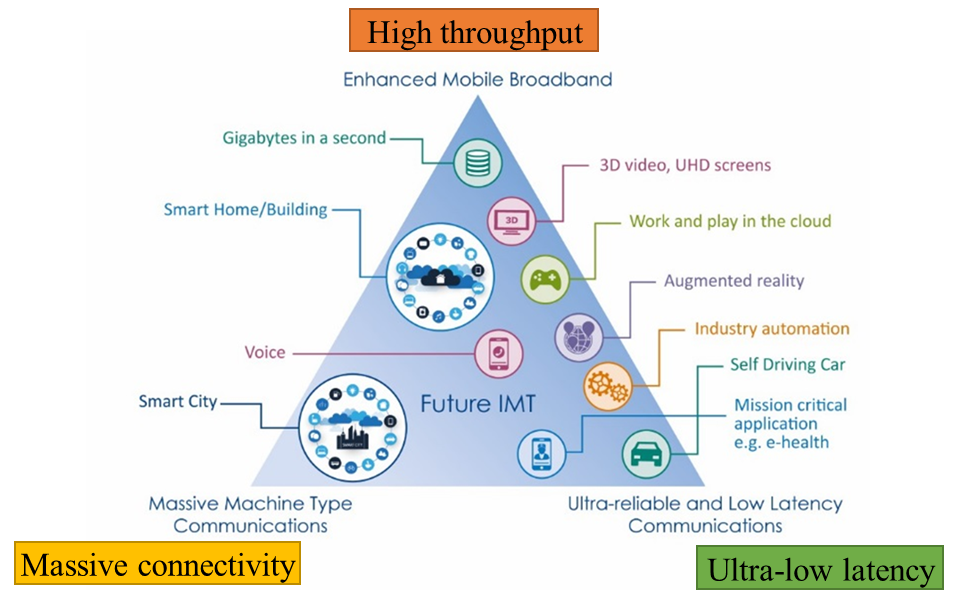 High throughput
Enhanced Mobile Broadband
Gigabytes in a second
3D video, UHD screens
3D
Smart Home/Building
Work and play in the cloud
Augmented reality
Industry automation
Voice
Self Driving Car
Smart City
Future IMT
Mission critical
application
e.g. e-health
Massive Machine Type
Communications
Ultra-reliable and Low Latency
Communications
Massive connectivity
Ultra-low latency